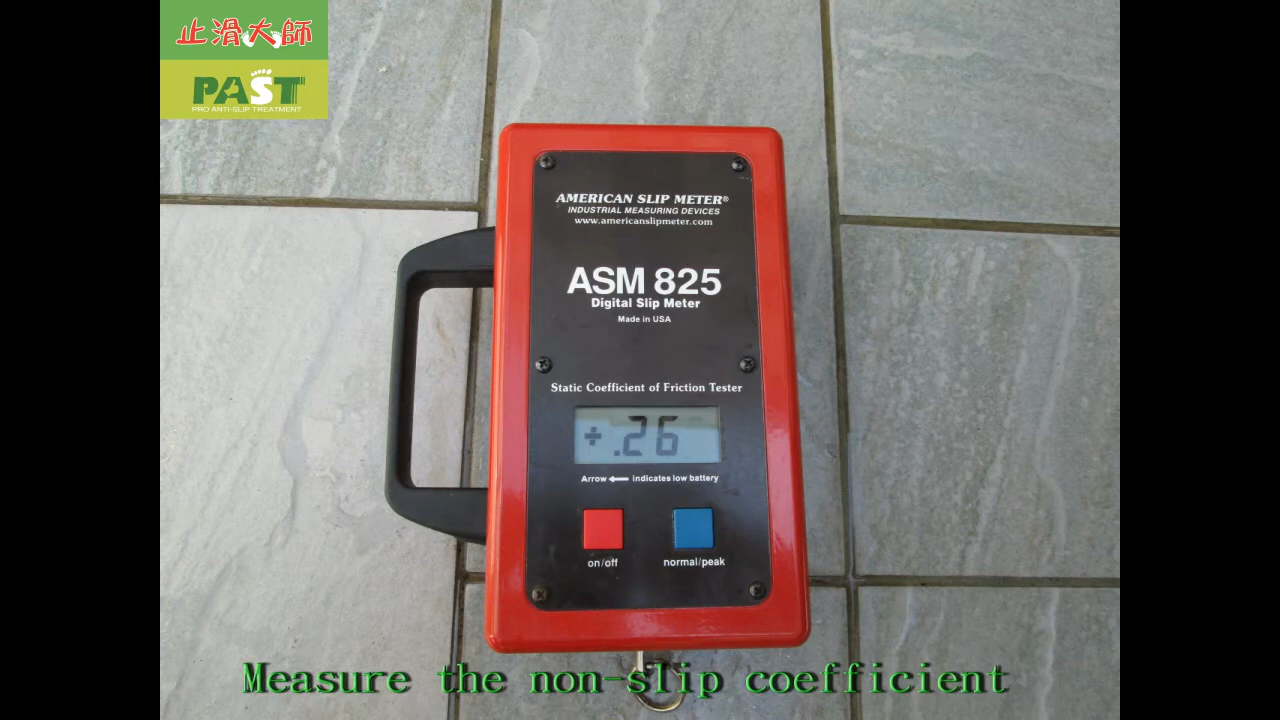 止滑大師
PAST
PRO ANTI-SLIP TREATMENT
AMERICAN SLIP METER®
INDUSTRIAL MEASURING DEVICES
www.americanslipmeter.com
ASM 825
Digital Slip Meter
Made in USA
Static Coefficient of Friction Tester
+ .26
Arrow ← indicates low battery
on/off normal/peak
Measure the non-slip coefficient